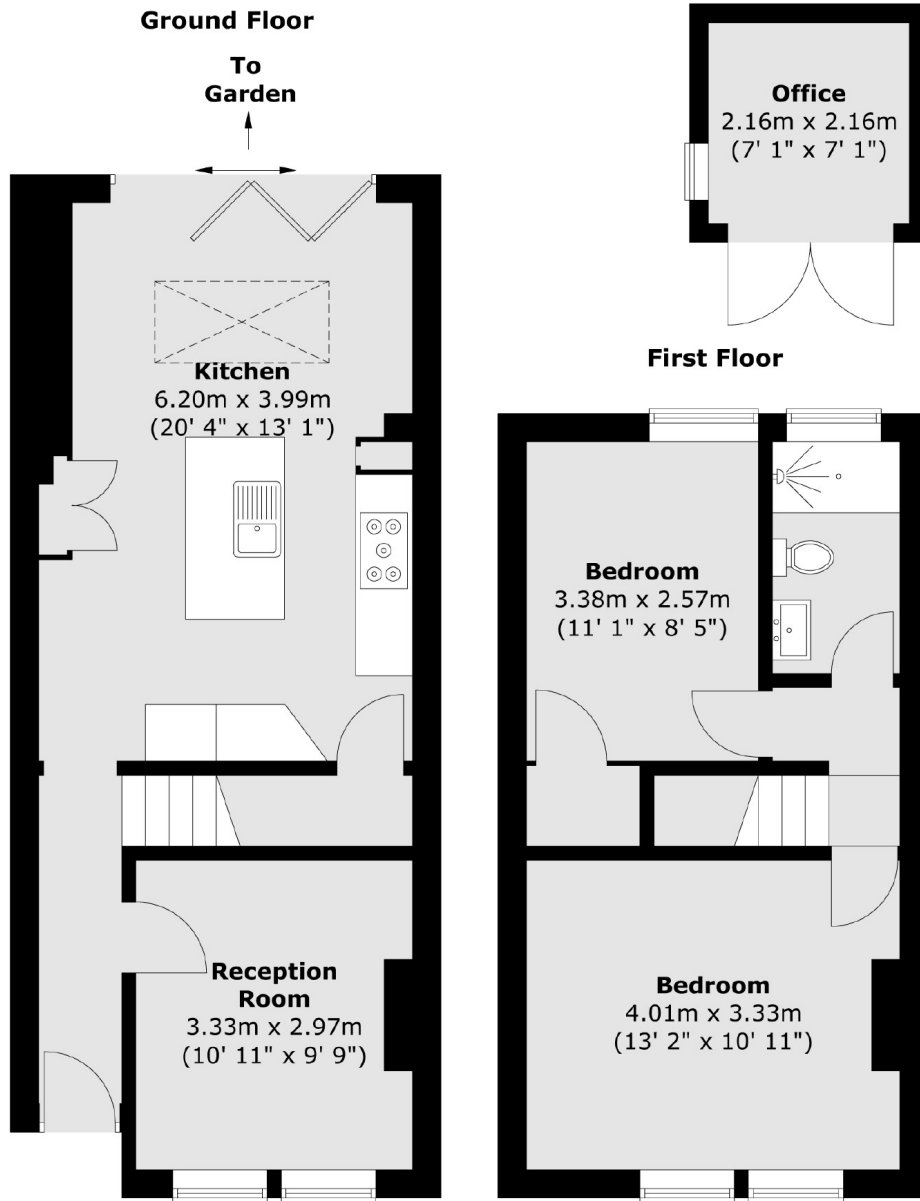 Ground Floor
To
Garden
Kitchen
6.20m x 3.99m
(20' 4" x 13' 1")
Reception
Room
3.33m x 2.97m
(10' 11" x 9' 9")
Office
2.16m x 2.16m
(7' 1" x 7' 1")
First Floor
Bedroom
3.38m x 2.57m
(11' 1" x 8' 5")
Bedroom
4.01m x 3.33m
(13' 2" x 10' 11")